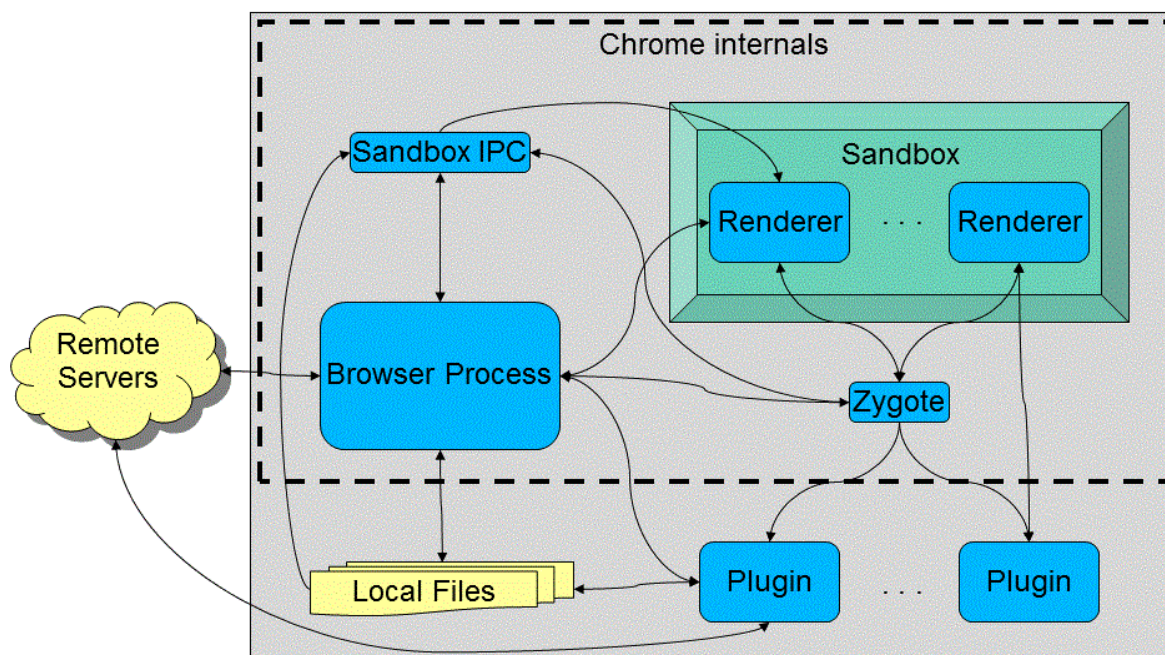 Chrome internals
Sandbox IPC
Sandbox
Renderer
. . .
Renderer
Remote
Servers
Browser Process
Zygote
Local Files
Plugin
. . .
Plugin